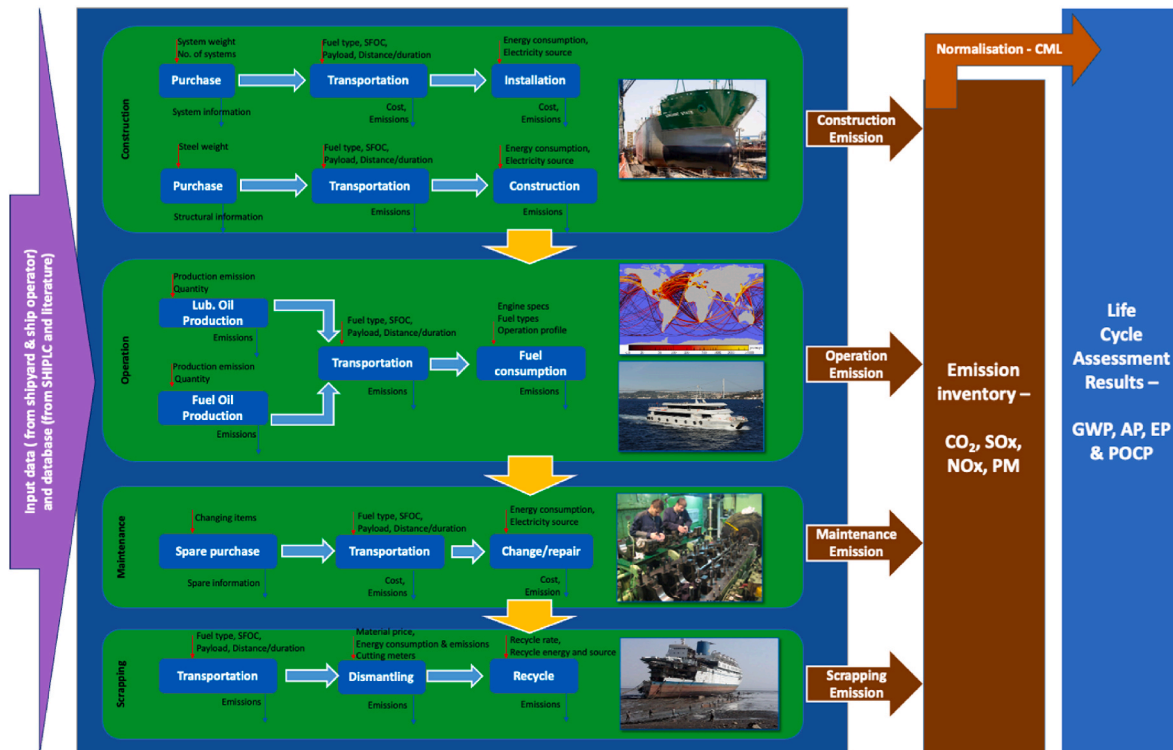 Input data ( from shipyard & ship operator)
and database (from SHIPLC and literature)
Construction
System weight
No. of systems
Purchase
System information
Fuel type, SFOC,
Payload, Distance/duration
Transportation
Cost,
Emissions
Energy consumption,
Electricity source
Installation
Cost,
Emissions
Steel weight
Purchase
Structural information
Fuel type, SFOC,
Payload, Distance/duration
Transportation
Emissions
Energy consumption,
Electricity source
Construction
Emissions
Construction
Emission
Operation
Production emission
Quantity
Lub. Oil
Production
Emissions
Production emission
Quantity
Fuel Oil
Production
Emissions
Fuel type, SFOC,
Payload, Distance/duration
Transportation
Emissions
Engine specs
Fuel types
Operation profile
Fuel
consumption
Emissions
Operation
Emission
Maintenance
Changing items
Spare purchase
Spare information
Fuel type, SFOC,
Payload, Distance/duration
Transportation
Cost,
Emissions
Energy consumption,
Electricity source
Change/repair
Cost,
Emission
Maintenance
Emission
Scrapping
Fuel type, SFOC,
Payload, Distance/duration
Transportation
Emissions
Material price,
Energy consumption & emissions
Cutting meters
Dismantling
Emissions
Recycle rate,
Recycle energy and source
Recycle
Emissions
Scrapping
Emission
Normalisation - CML
Emission
inventory –
CO₂, SOx,
NOx, PM
Life
Cycle
Assessment
Results –
GWP, AP, EP
& POCP